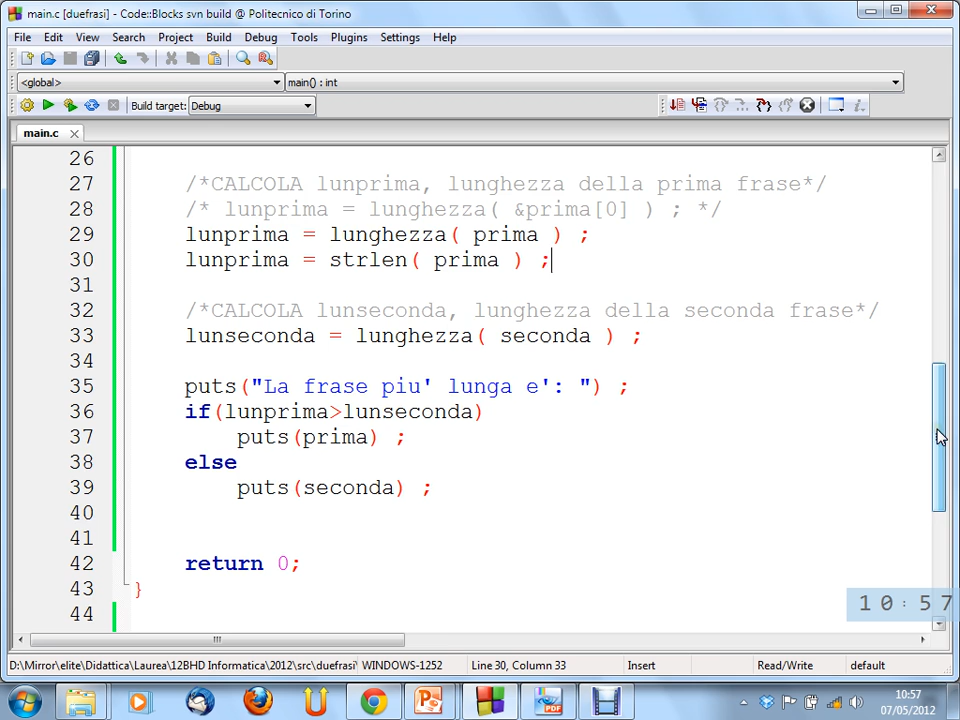 main.c [duefrasi] - Code::Blocks svn build @ Politecnico di Torino
File Edit View Search Project Build Debug Tools Plugins Settings Help
<global> main() : int
Build target: Debug
main.c
26
27 /*CALCOLA lunprima, lunghezza della prima frase*/
28 /* lunprima = lunghezza( &prima[0] ) ; */
29 lunprima = lunghezza( prima ) ;
30 lunprima = strlen( prima ) ;
31
32 /*CALCOLA lunseconda, lunghezza della seconda frase*/
33 lunseconda = lunghezza( seconda ) ;
34
35 puts("La frase piu' lunga e': ") ;
36 if(lunprima>lunseconda)
37 puts(prima) ;
38 else
39 puts(seconda) ;
40
41
42 return 0;
43 }
44
10:57
D:\Mirror\elite\Didattica\Laurea\12BHD Informatica\2012\src\duefrasi\ WINDOWS-1252 Line 30, Column 33 Insert Read/Write default
10:57
07/05/2012